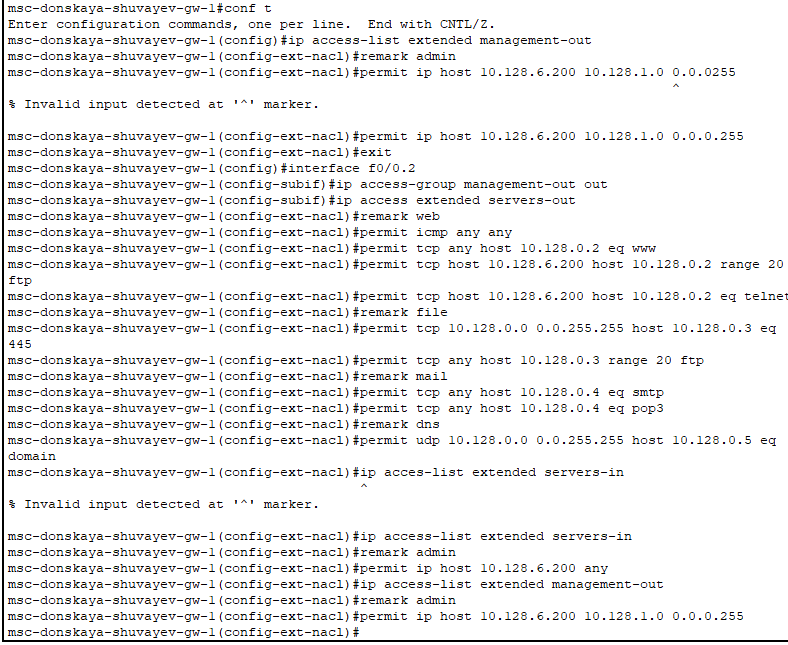 msc-donskaya-shuvayev-gw-1#conf t
Enter configuration commands, one per line.  End with CNTL/Z.
msc-donskaya-shuvayev-gw-1(config)#ip access-list extended management-out
msc-donskaya-shuvayev-gw-1(config-ext-nacl)#remark admin
msc-donskaya-shuvayev-gw-1(config-ext-nacl)#permit ip host 10.128.6.200 10.128.1.0 0.0.0255
^
% Invalid input detected at '^' marker.
msc-donskaya-shuvayev-gw-1(config-ext-nacl)#permit ip host 10.128.6.200 10.128.1.0 0.0.0.255
msc-donskaya-shuvayev-gw-1(config-ext-nacl)#exit
msc-donskaya-shuvayev-gw-1(config)#interface f0/0.2
msc-donskaya-shuvayev-gw-1(config-subif)#ip access-group management-out out
msc-donskaya-shuvayev-gw-1(config-subif)#ip access extended servers-out
msc-donskaya-shuvayev-gw-1(config-ext-nacl)#remark web
msc-donskaya-shuvayev-gw-1(config-ext-nacl)#permit icmp any any
msc-donskaya-shuvayev-gw-1(config-ext-nacl)#permit tcp any host 10.128.0.2 eq www
msc-donskaya-shuvayev-gw-1(config-ext-nacl)#permit tcp host 10.128.6.200 host 10.128.0.2 range 20
ftp
msc-donskaya-shuvayev-gw-1(config-ext-nacl)#permit tcp host 10.128.6.200 host 10.128.0.2 eq telnet
msc-donskaya-shuvayev-gw-1(config-ext-nacl)#remark file
msc-donskaya-shuvayev-gw-1(config-ext-nacl)#permit tcp 10.128.0.0 0.0.255.255 host 10.128.0.3 eq
445
msc-donskaya-shuvayev-gw-1(config-ext-nacl)#permit tcp any host 10.128.0.3 range 20 ftp
msc-donskaya-shuvayev-gw-1(config-ext-nacl)#remark mail
msc-donskaya-shuvayev-gw-1(config-ext-nacl)#permit tcp any host 10.128.0.4 eq smtp
msc-donskaya-shuvayev-gw-1(config-ext-nacl)#permit tcp any host 10.128.0.4 eq pop3
msc-donskaya-shuvayev-gw-1(config-ext-nacl)#remark dns
msc-donskaya-shuvayev-gw-1(config-ext-nacl)#permit udp 10.128.0.0 0.0.255.255 host 10.128.0.5 eq
domain
msc-donskaya-shuvayev-gw-1(config-ext-nacl)#ip acces-list extended servers-in
^
% Invalid input detected at '^' marker.
msc-donskaya-shuvayev-gw-1(config-ext-nacl)#ip access-list extended servers-in
msc-donskaya-shuvayev-gw-1(config-ext-nacl)#remark admin
msc-donskaya-shuvayev-gw-1(config-ext-nacl)#permit ip host 10.128.6.200 any
msc-donskaya-shuvayev-gw-1(config-ext-nacl)#ip access-list extended management-out
msc-donskaya-shuvayev-gw-1(config-ext-nacl)#remark admin
msc-donskaya-shuvayev-gw-1(config-ext-nacl)#permit ip host 10.128.6.200 10.128.1.0 0.0.0.255
msc-donskaya-shuvayev-gw-1(config-ext-nacl)#